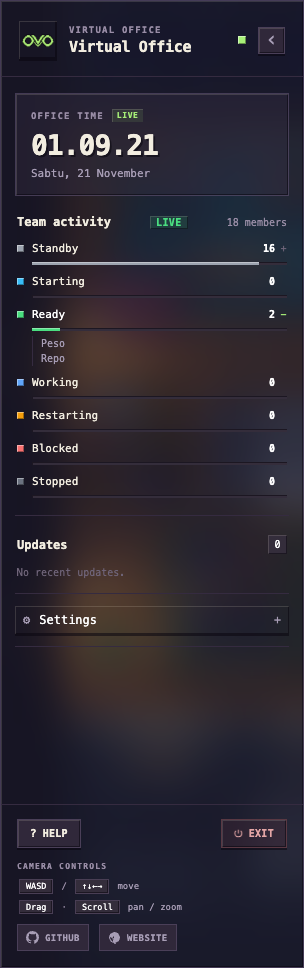 OVO
VIRTUAL OFFICE
Virtual Office
OFFICE TIME LIVE
01.09.21
Sabtu, 21 November
Team activity LIVE 18 members
Standby 16 +
Starting 0
Ready 2 −
Peso
Repo
Working 0
Restarting 0
Blocked 0
Stopped 0
Updates 0
No recent updates.
Settings +
? HELP
EXIT
CAMERA CONTROLS
WASD / ↑↓←→ move
Drag · Scroll pan / zoom
GITHUB
WEBSITE